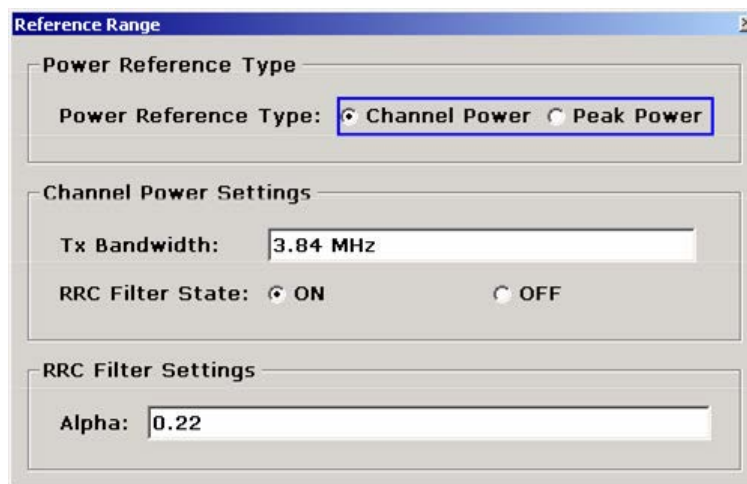 Reference Range
Power Reference Type
Power Reference Type: Channel Power Peak Power
Channel Power Settings
Tx Bandwidth: 3.84 MHz
RRC Filter State: ON OFF
RRC Filter Settings
Alpha: 0.22